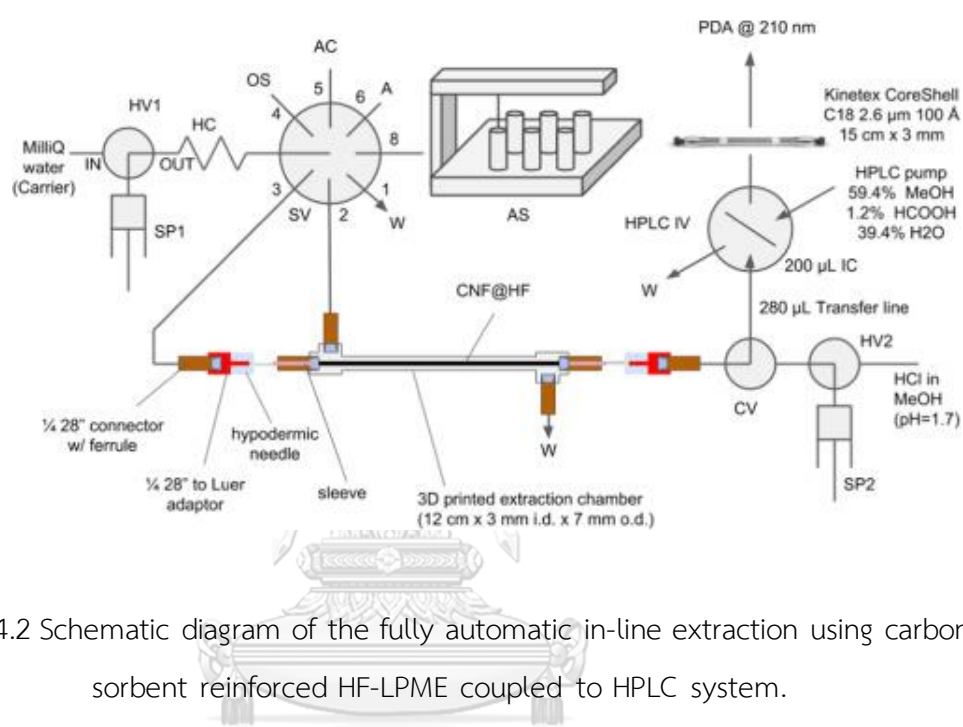 PDA @ 210 nm
AC
OS
5
6
A
4
HV1
HC
8
Kinetex CoreShell
C18 2.6 µm 100 Å
15 cm x 3 mm
MilliQ
water
(Carrier)
IN
OUT
3
1
SV
2
W
AS
SP1
HPLC pump
59.4% MeOH
1.2% HCOOH
39.4% H2O
HPLC IV
200 µL IC
W
CNF@HF
280 µL Transfer line
HV2
HCl in
MeOH
(pH=1.7)
CV
SP2
¼ 28" connector
w/ ferrule
hypodermic
needle
W
¼ 28" to Luer
adaptor
sleeve
3D printed extraction chamber
(12 cm x 3 mm i.d. x 7 mm o.d.)
4.2 Schematic diagram of the fully automatic in-line extraction using carbon
sorbent reinforced HF-LPME coupled to HPLC system.